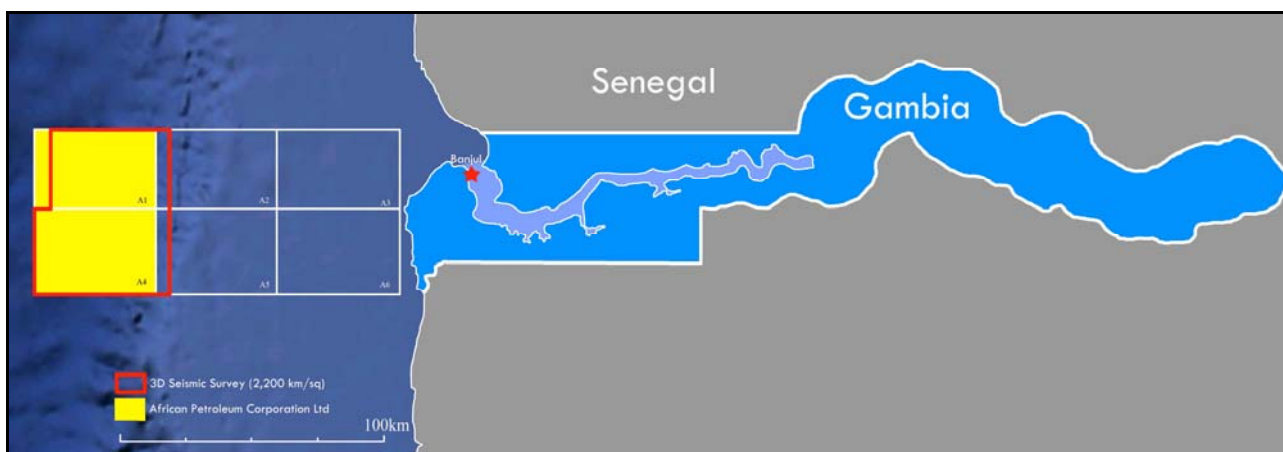 Senegal
Gambia
Banjul
A1
A2
A3
A4
A5
A6
3D Seismic Survey (2,200 km/sq)
African Petroleum Corporation Ltd
100km